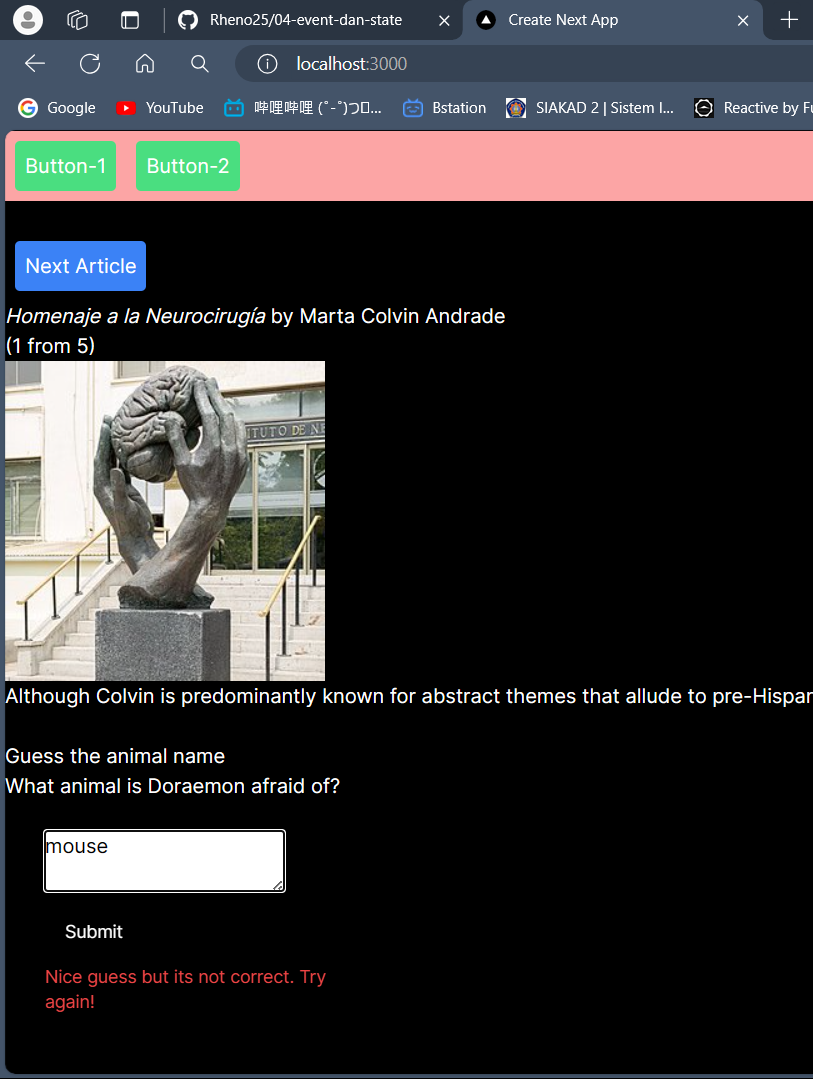 Rheno25/04-event-dan-state
Create Next App
localhost:3000
Google
YouTube
哔哩哔哩 (゜-゜)つ...
Bstation
SIAKAD 2 | Sistem I...
Reactive by Fu
Button-1
Button-2
Next Article
Homenaje a la Neurocirugía by Marta Colvin Andrade
(1 from 5)
ITUTO DE NE
Although Colvin is predominantly known for abstract themes that allude to pre-Hispan
Guess the animal name
What animal is Doraemon afraid of?
mouse
Submit
Nice guess but its not correct. Try
again!